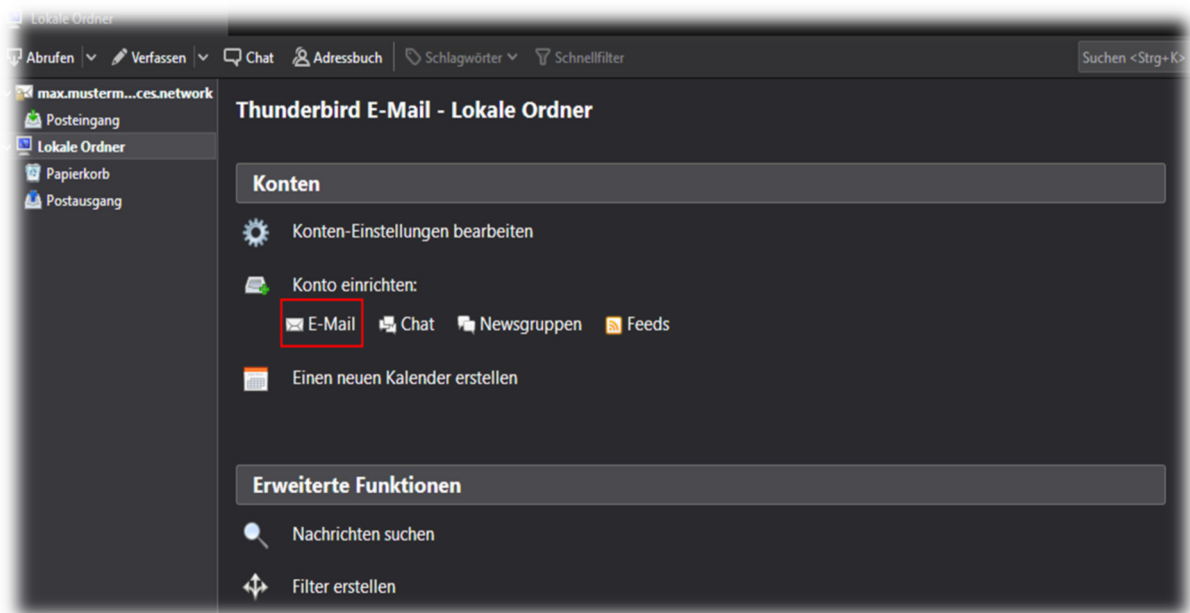 Lokale Ordner
Abrufen Verfassen Chat Adressbuch Schlagwörter Schnellfilter Suchen <Strg+K>
max.musterm...ces.network
Posteingang
Lokale Ordner
Papierkorb
Postausgang
Thunderbird E-Mail - Lokale Ordner
Konten
Konten-Einstellungen bearbeiten
Konto einrichten:
E-Mail Chat Newsgruppen Feeds
Einen neuen Kalender erstellen
Erweiterte Funktionen
Nachrichten suchen
Filter erstellen